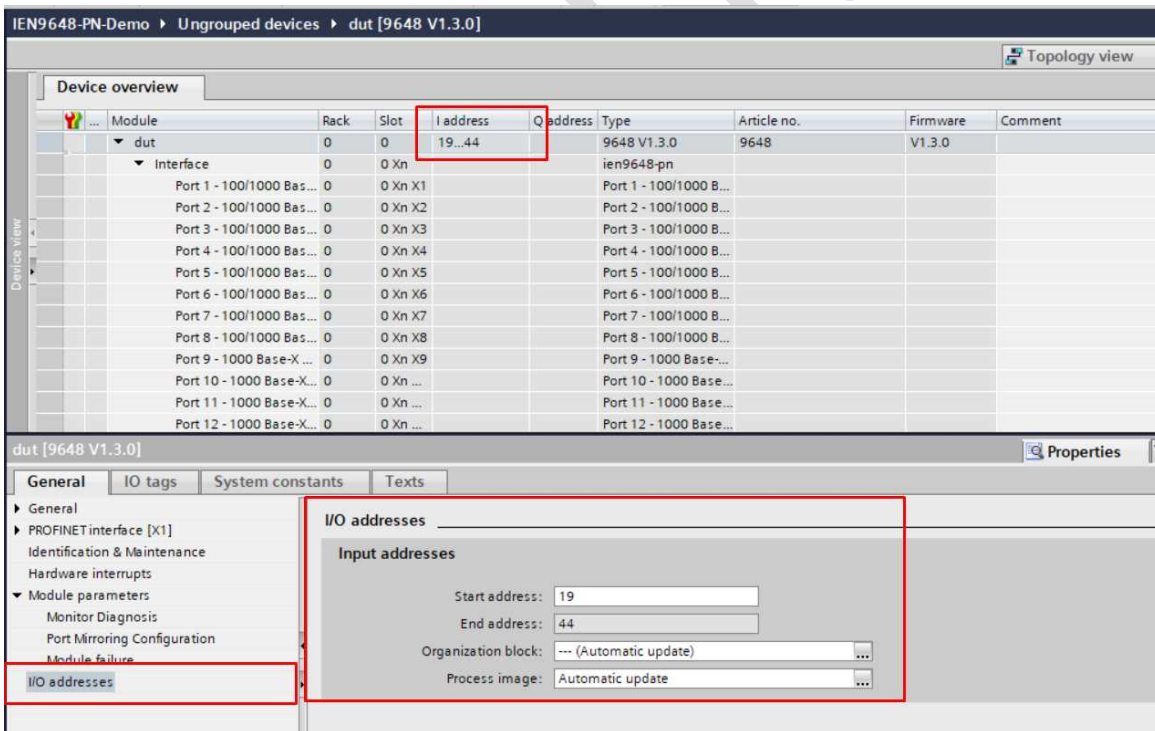 IEN9648-PN-Demo ▸ Ungrouped devices ▸ dut [9648 V1.3.0]
Topology view
Device overview
... Module Rack Slot I address Q address Type Article no. Firmware Comment
dut 0 0 19...44 9648 V1.3.0 9648 V1.3.0
Interface 0 0 Xn ien9648-pn
Port 1 - 100/1000 Bas... 0 0 Xn X1 Port 1 - 100/1000 B...
Port 2 - 100/1000 Bas... 0 0 Xn X2 Port 2 - 100/1000 B...
Port 3 - 100/1000 Bas... 0 0 Xn X3 Port 3 - 100/1000 B...
Port 4 - 100/1000 Bas... 0 0 Xn X4 Port 4 - 100/1000 B...
Port 5 - 100/1000 Bas... 0 0 Xn X5 Port 5 - 100/1000 B...
Port 6 - 100/1000 Bas... 0 0 Xn X6 Port 6 - 100/1000 B...
Port 7 - 100/1000 Bas... 0 0 Xn X7 Port 7 - 100/1000 B...
Port 8 - 100/1000 Bas... 0 0 Xn X8 Port 8 - 100/1000 B...
Port 9 - 1000 Base-X ... 0 0 Xn X9 Port 9 - 1000 Base-...
Port 10 - 1000 Base-X... 0 0 Xn ... Port 10 - 1000 Base...
Port 11 - 1000 Base-X... 0 0 Xn ... Port 11 - 1000 Base...
Port 12 - 1000 Base-X... 0 0 Xn ... Port 12 - 1000 Base...
Device view
dut [9648 V1.3.0]
Properties
General IO tags System constants Texts
General
PROFINET interface [X1]
Identification & Maintenance
Hardware interrupts
Module parameters
Monitor Diagnosis
Port Mirroring Configuration
Module failure
I/O addresses
I/O addresses
Input addresses
Start address: 19
End address: 44
Organization block: --- (Automatic update) ...
Process image: Automatic update ...